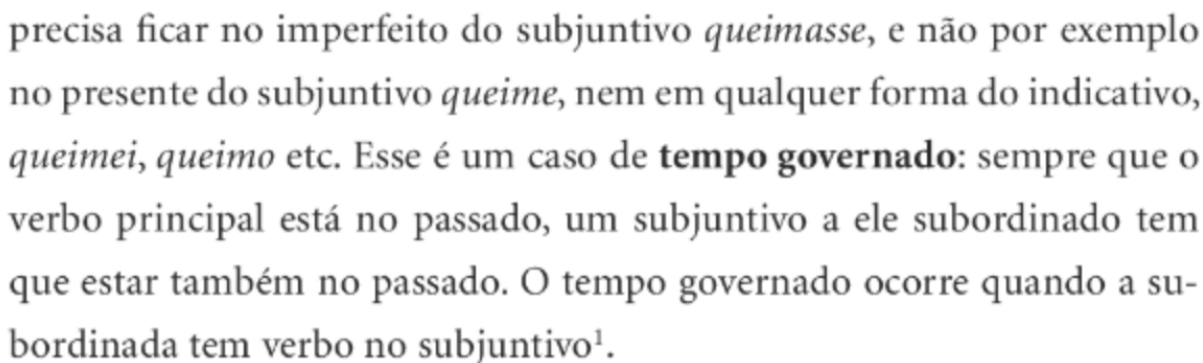 precisa ficar no imperfeito do subjuntivo queimasse, e não por exemplo
no presente do subjuntivo queime, nem em qualquer forma do indicativo,
queimei, queimo etc. Esse é um caso de tempo governado: sempre que o
verbo principal está no passado, um subjuntivo a ele subordinado tem
que estar também no passado. O tempo governado ocorre quando a su-
bordinada tem verbo no subjuntivo¹.